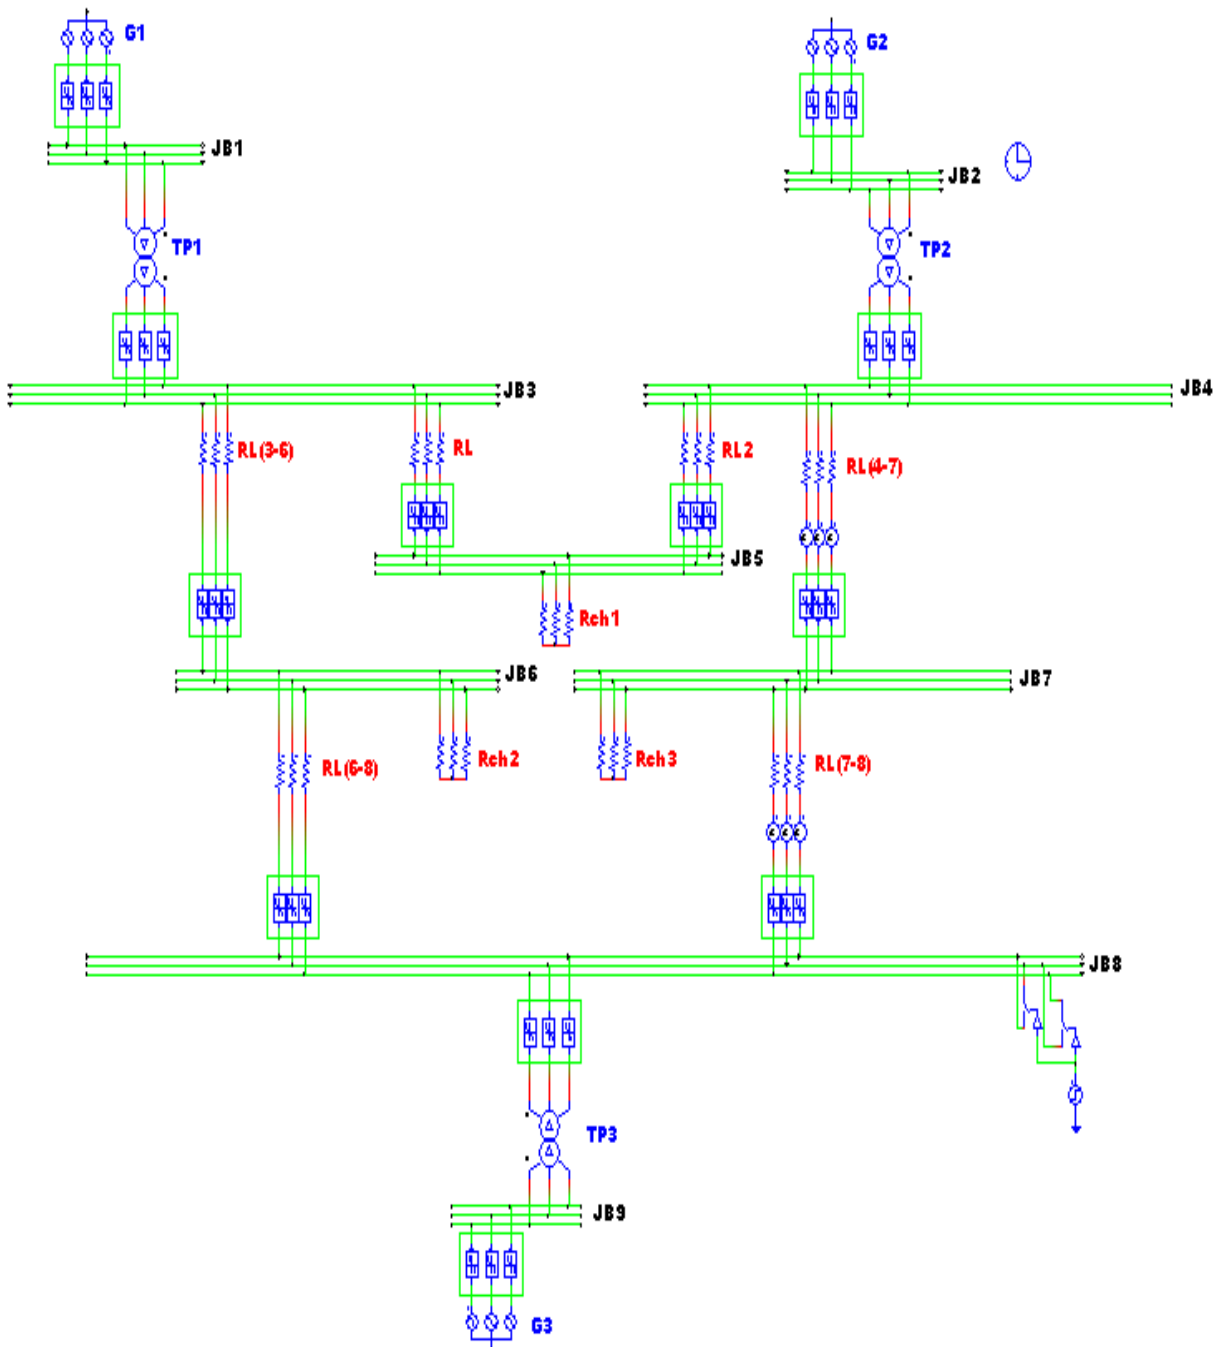 G1
G2
JB1
JB2
TP1
TP2
JB3
JB4
RL(3-6)
RL
RL2
RL(4-7)
JB5
Rch1
JB6
JB7
RL(6-8)
Rch2
Rch3
RL(7-8)
JB8
TP3
JB9
G3